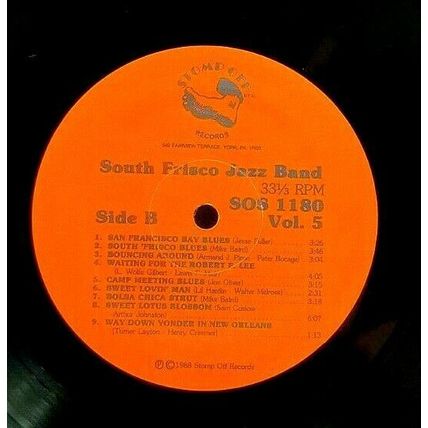 STOMP OFF
RECORDS
549 FAIRVIEW TERRACE, YORK, PA. 17403
South Frisco Jazz Band
33⅓ RPM
SOS 1180
Side B
Vol. 5
1. SAN FRANCISCO BAY BLUES (Jesse Fuller) 3:26
2. SOUTH 'FRISCO BLUES (Mike Baird) 3:46
3. BOUNCING AROUND (Armand J. Piron - Peter Bocage) 3:04
4. WAITING FOR THE ROBERT E. LEE
(L. Wolfe Gilbert - Lewis 4:05
5. CAMP MEETING BLUES (Joe Oliver) 3:15
6. SWEET LOVIN' MAN (Lil Hardin - Walter Melrose) 2:31
7. BOLSA CHICA STRUT (Mike Baird) 3:18
8. SWEET LOTUS BLOSSOM (Sam Coslow
Arthur Johnston) 6:07
9. WAY DOWN YONDER IN NEW ORLEANS
(Turner Layton - Henry Creamer) 1:13
℗ © 1988 Stomp Off Records